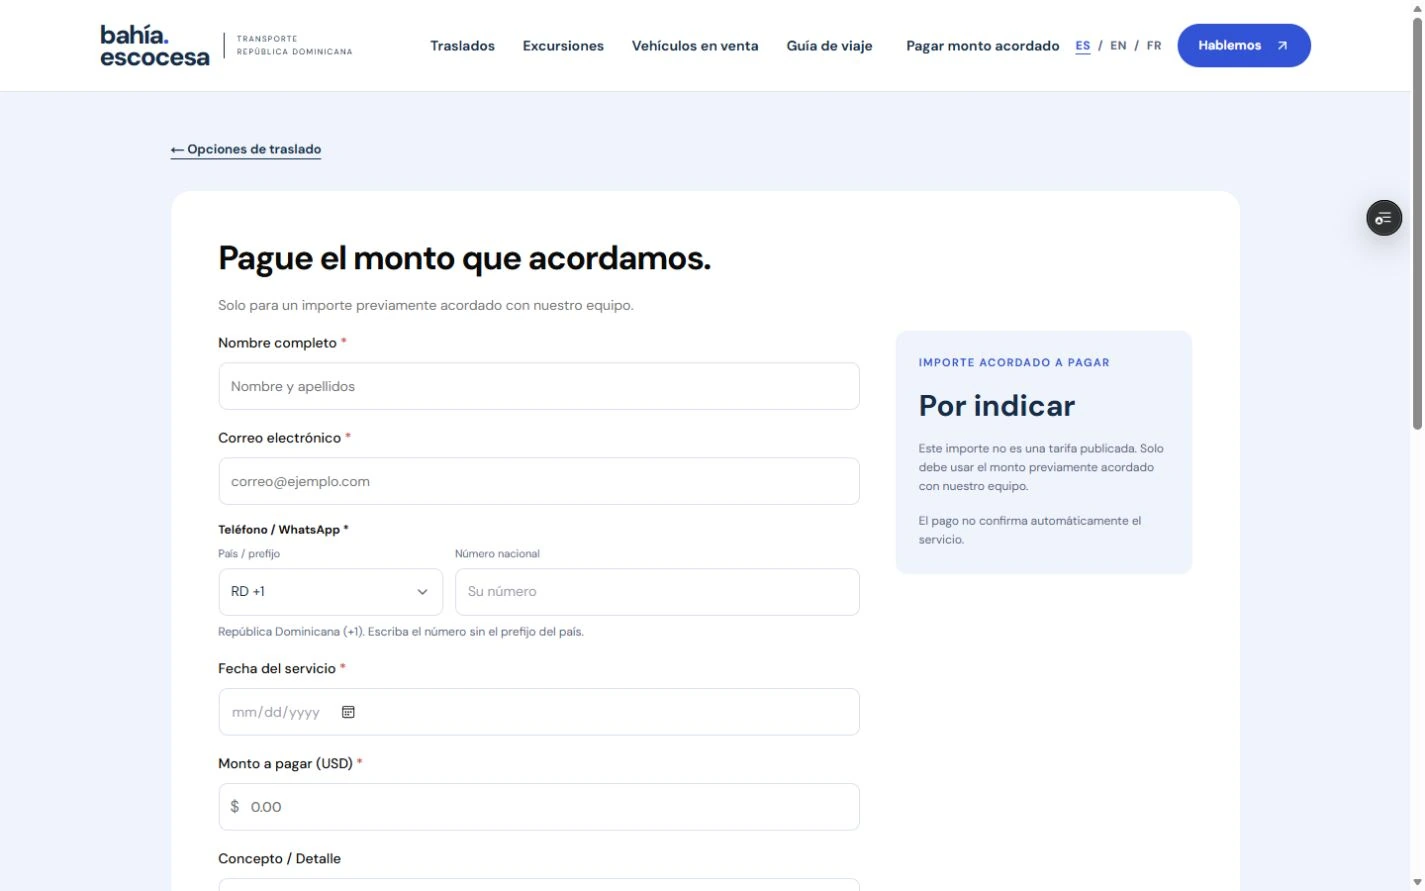 bahía.
escocesa
TRANSPORTE
REPÚBLICA DOMINICANA
Traslados
Excursiones
Vehículos en venta
Guía de viaje
Pagar monto acordado
ES / EN / FR
Hablemos ↗
← Opciones de traslado
Pague el monto que acordamos.
Solo para un importe previamente acordado con nuestro equipo.
Nombre completo *
Nombre y apellidos
Correo electrónico *
correo@ejemplo.com
Teléfono / WhatsApp *
País / prefijo
Número nacional
RD +1
Su número
República Dominicana (+1). Escriba el número sin el prefijo del país.
Fecha del servicio *
mm/dd/yyyy
Monto a pagar (USD) *
$ 0.00
Concepto / Detalle
IMPORTE ACORDADO A PAGAR
Por indicar
Este importe no es una tarifa publicada. Solo
debe usar el monto previamente acordado
con nuestro equipo.
El pago no confirma automáticamente el
servicio.